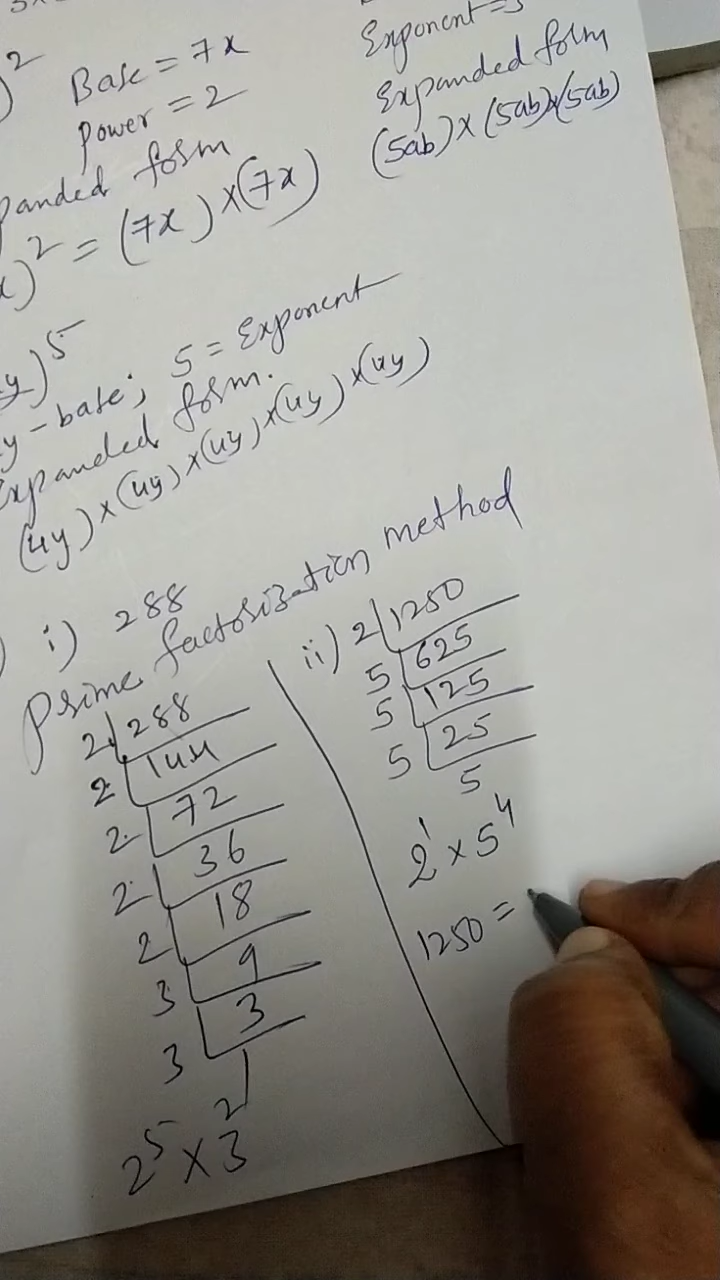 )²
Base = 7x
Power = 2
panded form
x)² = (7x) × (7x)
Exponent = 3
Expanded form
(5ab) × (5ab) × (5ab)
y)⁵
y - base; 5 = Exponent
Expanded form.
(4y) × (4y) × (4y) × (4y) × (4y)
) i) 288
Prime factorization method
2 | 288
2 | 144
2 | 72
2 | 36
2 | 18
3 | 9
3 | 3
1
2⁵ × 3²
ii) 2 | 1250
5 | 625
5 | 125
5 | 25
5
2¹ × 5⁴
1250 =